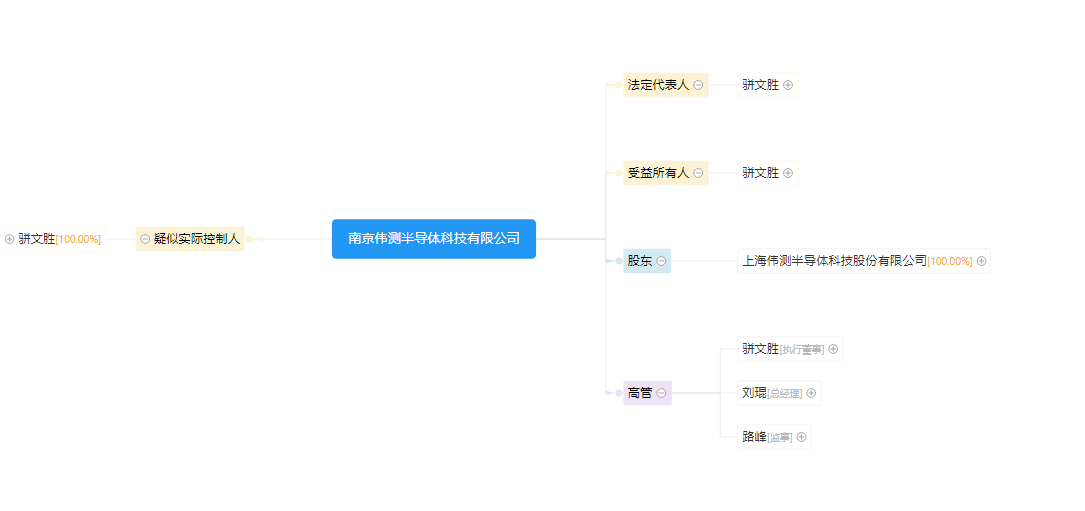 法定代表人
骈文胜
受益所有人
骈文胜
骈文胜[100.00%]
疑似实际控制人
南京伟测半导体科技有限公司
股东
上海伟测半导体科技股份有限公司[100.00%]
骈文胜[执行董事]
高管
刘琨[总经理]
路峰[监事]